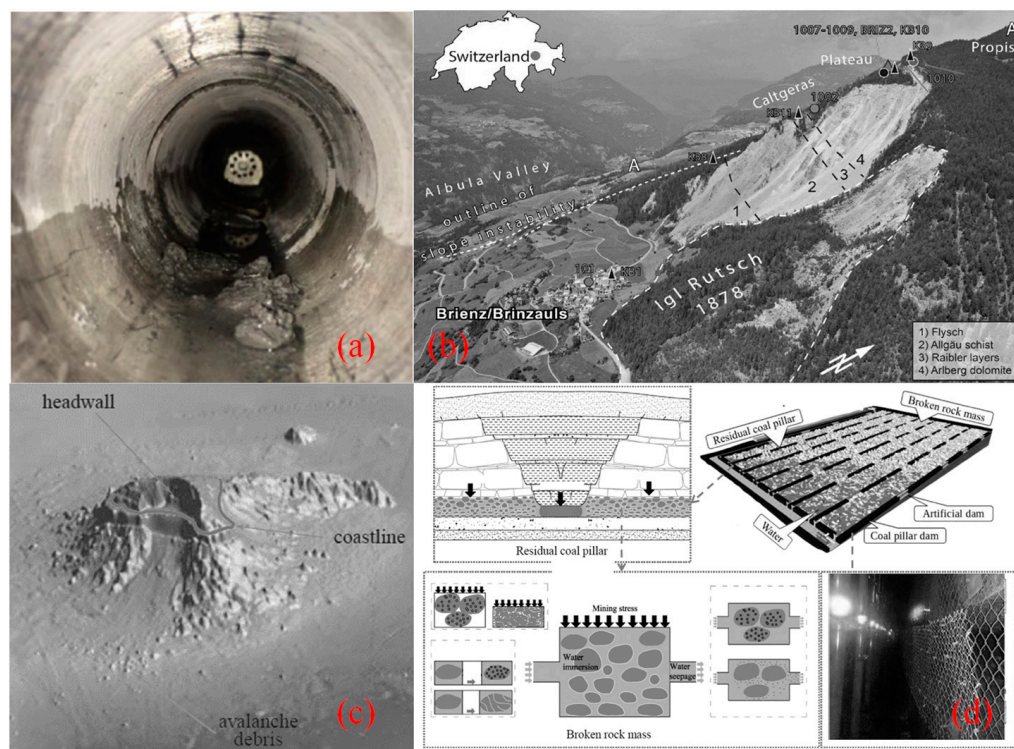 (a)
Switzerland
1007-1009, BRIZ2, KB10
Plateau
KB9
A
Propis
1010
Caltgeras
KB11
A
Albula Valley
outline of
slope instability
1
2
3
4
Igl Rutsch
1878
101
KB1
Brienz/Brinzauls
(b)
1) Flysch
2) Allgäu schist
3) Raibler layers
4) Arlberg dolomite
headwall
coastline
avalanche
debris
(c)
Residual coal pillar
Residual coal pillar
Broken rock mass
Water
Artificial dam
Coal pillar dam
Mining stress
Water
immersion
Water
seepage
Broken rock mass
(d)